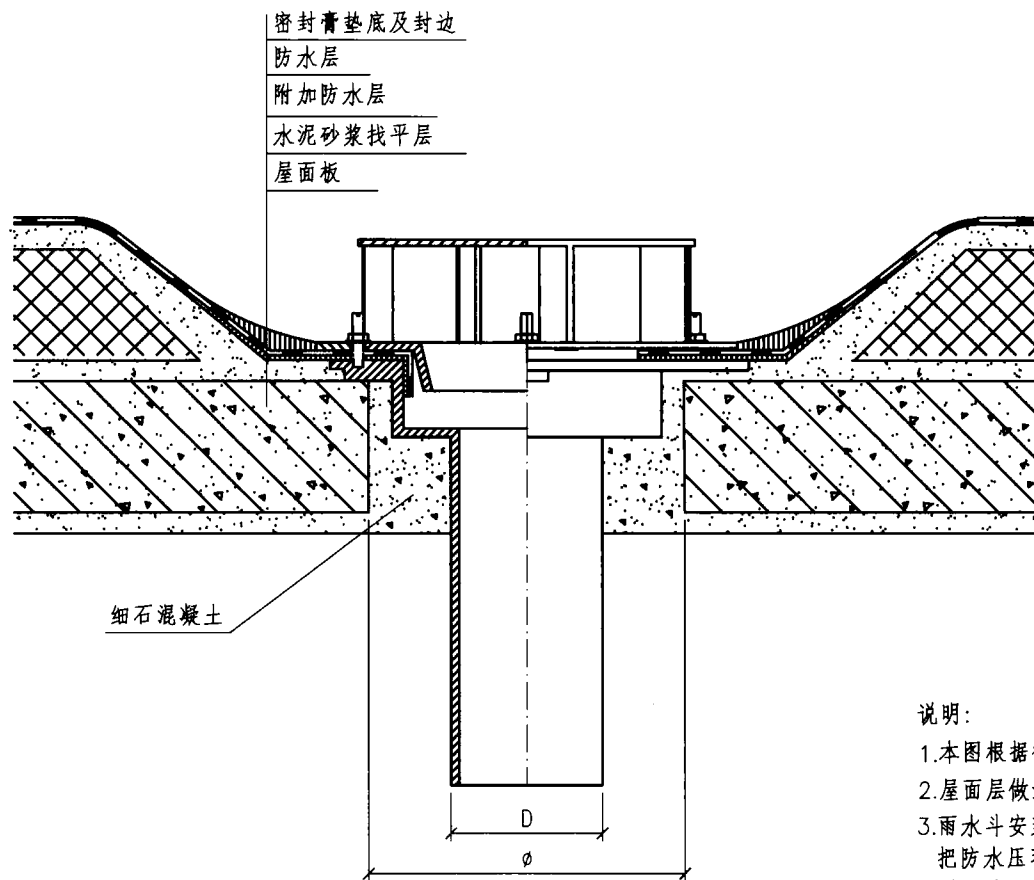 密封膏垫底及封边
防水层
附加防水层
水泥砂浆找平层
屋面板
细石混凝土
D
ø
说明:
1.本图根据
2.屋面层做
3.雨水斗安
把防水压